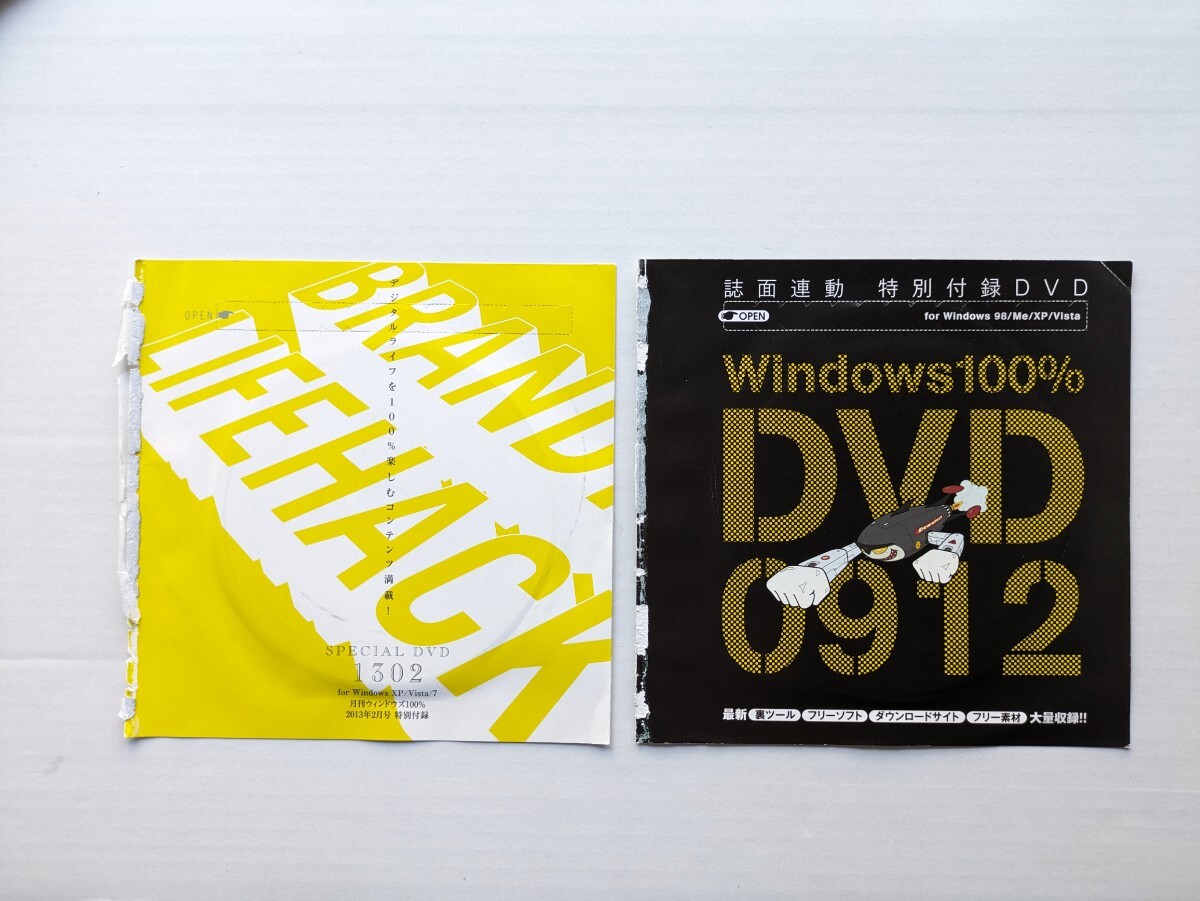 OPEN
BRAND
LIFEHACK
デジタルライフを100%楽しむコンテンツ満載!
SPECIAL DVD
1302
for Windows XP/Vista/7
月刊ウィンドウズ100%
2013年2月号 特別付録
誌面連動 特別付録DVD
OPEN
for Windows 98/Me/XP/Vista
Windows100%
DVD
0912
最新 裏ツール フリーソフト ダウンロードサイト フリー素材 大量収録!!